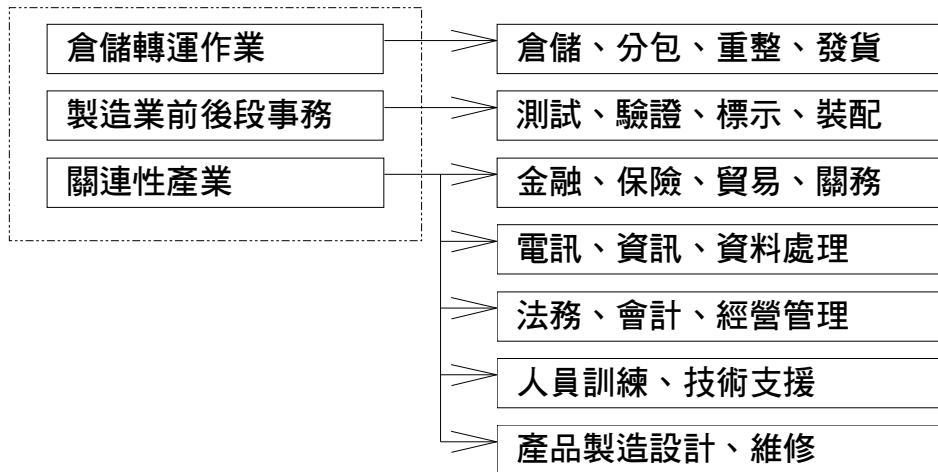 倉儲轉運作業
倉儲、分包、重整、發貨
製造業前後段事務
測試、驗證、標示、裝配
關連性產業
金融、保險、貿易、關務
電訊、資訊、資料處理
法務、會計、經營管理
人員訓練、技術支援
產品製造設計、維修